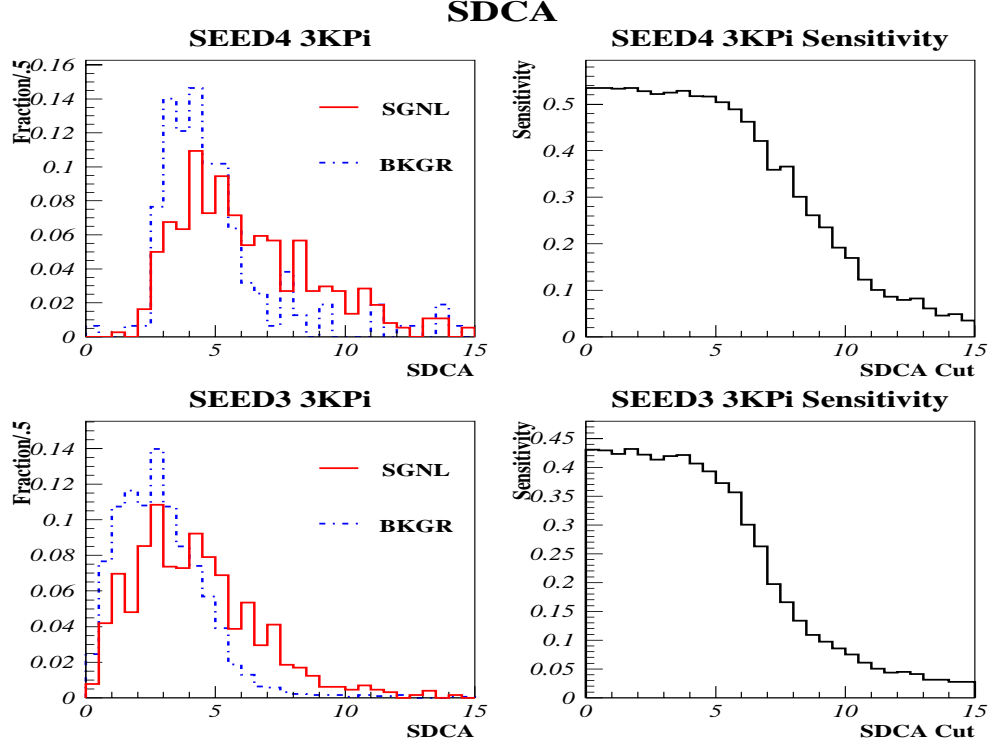 SDCA
SEED4 3KPi
Fraction/.5
0.16
0.14
0.12
0.1
0.08
0.06
0.04
0.02
0
SGNL
BKGR
0 5 10 15
SDCA
SEED4 3KPi Sensitivity
Sensitivity
0.5
0.4
0.3
0.2
0.1
0
0 5 10 15
SDCA Cut
SEED3 3KPi
Fraction/.5
0.14
0.12
0.1
0.08
0.06
0.04
0.02
0
SGNL
BKGR
0 5 10 15
SDCA
SEED3 3KPi Sensitivity
Sensitivity
0.45
0.4
0.35
0.3
0.25
0.2
0.15
0.1
0.05
0
0 5 10 15
SDCA Cut